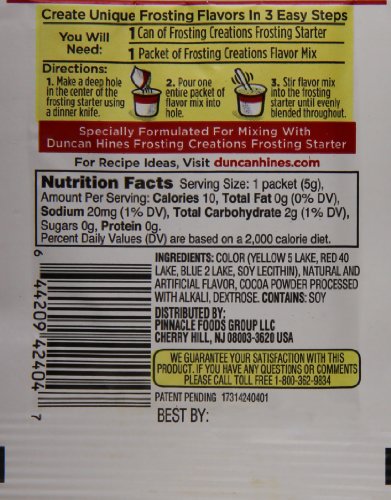 Create Unique Frosting Flavors In 3 Easy Steps
You Will Need:
1 Can of Frosting Creations Frosting Starter
1 Packet of Frosting Creations Flavor Mix
Directions:
1. Make a deep hole
in the center of the
frosting starter using
a dinner knife.
2. Pour one
entire packet of
flavor mix into
hole.
3. Stir flavor mix
into the frosting
starter until evenly
blended throughout.
Specially Formulated For Mixing With
Duncan Hines Frosting Creations Frosting Starter
For Recipe Ideas, Visit duncanhines.com
Nutrition Facts Serving Size: 1 packet (5g),
Amount Per Serving: Calories 10, Total Fat 0g (0% DV),
Sodium 20mg (1% DV), Total Carbohydrate 2g (1% DV),
Sugars 0g, Protein 0g.
Percent Daily Values (DV) are based on a 2,000 calorie diet.
INGREDIENTS: COLOR (YELLOW 5 LAKE, RED 40
LAKE, BLUE 2 LAKE, SOY LECITHIN), NATURAL AND
ARTIFICIAL FLAVOR, COCOA POWDER PROCESSED
WITH ALKALI, DEXTROSE. CONTAINS: SOY
DISTRIBUTED BY:
PINNACLE FOODS GROUP LLC
CHERRY HILL, NJ 08003-3620 USA
WE GUARANTEE YOUR SATISFACTION WITH THIS
PRODUCT. IF YOU HAVE ANY QUESTIONS OR COMMENTS
PLEASE CALL TOLL FREE 1-800-362-9834
PATENT PENDING 17314240401
BEST BY:
6 44209 42404 7